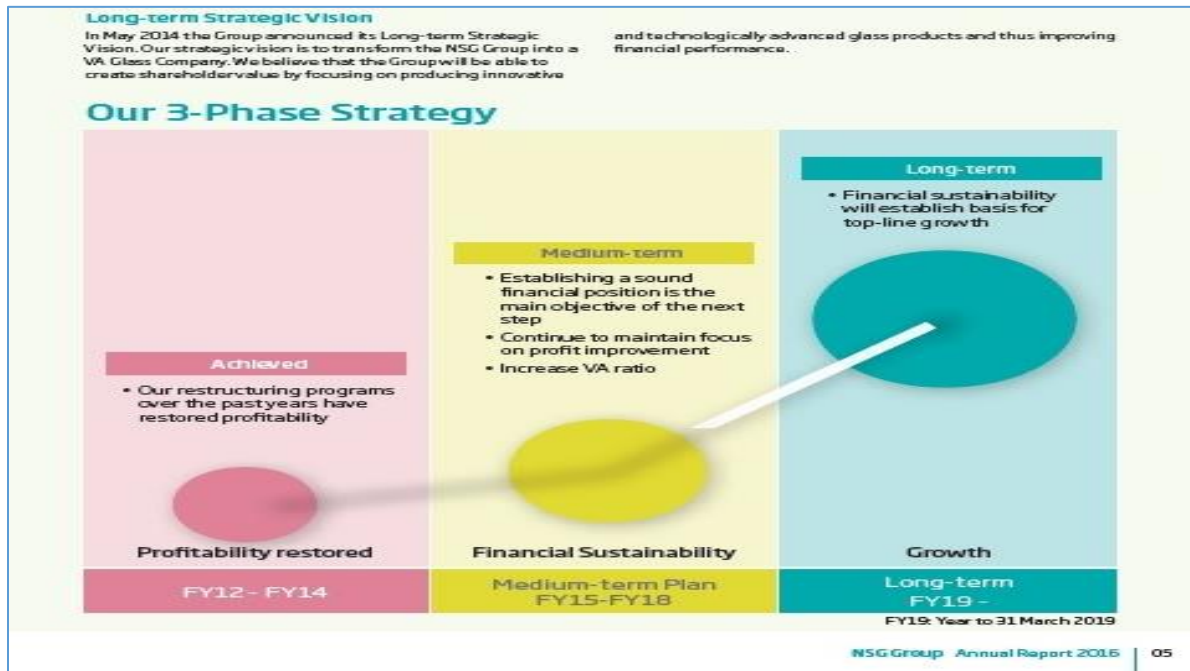 Long-term Strategic Vision
In May 2014 the Group announced its Long-term Strategic
Vision. Our strategic vision is to transform the NSG Group into a
VA Glass Company. We believe that the Group will be able to
create shareholder value by focusing on producing innovative
and technologically advanced glass products and thus improving
financial performance.
Our 3-Phase Strategy
Achieved
• Our restructuring programs
over the past years have
restored profitability
Profitability restored
FY12 - FY14
Medium-term
• Establishing a sound
financial position is the
main objective of the next
step
• Continue to maintain focus
on profit improvement
• Increase VA ratio
Financial Sustainability
Medium-term Plan
FY15-FY18
Long-term
• Financial sustainability
will establish basis for
top-line growth
Growth
Long-term
FY19 -
FY19: Year to 31 March 2019
NSG Group Annual Report 2016 | 05